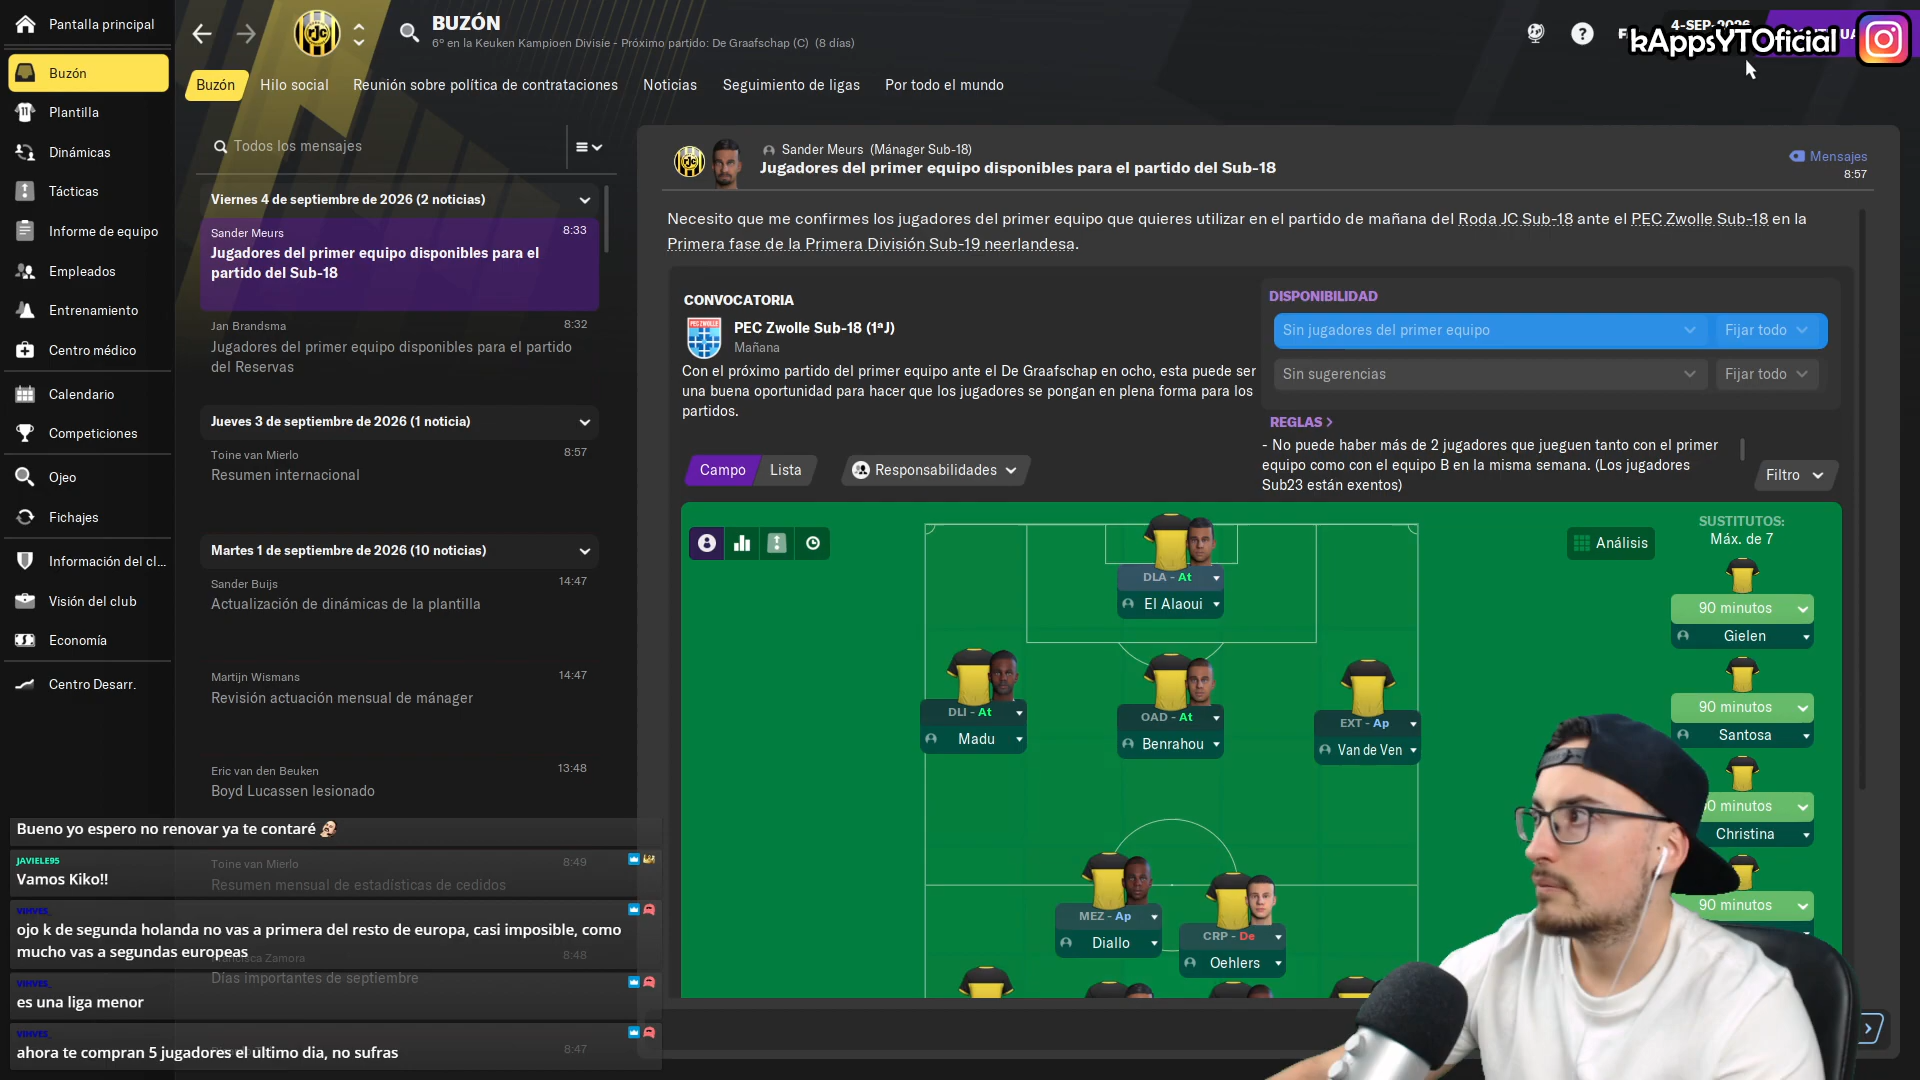 Pantalla principal
Buzón
Plantilla
Dinámicas
Tácticas
Informe de equipo
Empleados
Entrenamiento
Centro médico
Calendario
Competiciones
Ojeo
Fichajes
Información del cl...
Visión del club
Economía
Centro Desarr.
BUZÓN
6º en la Keuken Kampioen Divisie - Próximo partido: De Graafschap (C) (8 días)
4-SEP-2026
kAppsYTOficial
Buzón
Hilo social
Reunión sobre política de contrataciones
Noticias
Seguimiento de ligas
Por todo el mundo
Todos los mensajes
Viernes 4 de septiembre de 2026 (2 noticias)
Sander Meurs 8:33
Jugadores del primer equipo disponibles para el
partido del Sub-18
Jan Brandsma 8:32
Jugadores del primer equipo disponibles para el partido
del Reservas
Jueves 3 de septiembre de 2026 (1 noticia)
Toine van Mierlo 8:57
Resumen internacional
Martes 1 de septiembre de 2026 (10 noticias)
Sander Buijs 14:47
Actualización de dinámicas de la plantilla
Martijn Wismans 14:47
Revisión actuación mensual de mánager
Eric van den Beuken 13:48
Boyd Lucassen lesionado
Toine van Mierlo 8:49
Resumen mensual de estadísticas de cedidos
Francisca Zamora 8:48
Días importantes de septiembre
8:47
Bueno yo espero no renovar ya te contaré
JAVIELE95
Vamos Kiko!!
VIHVES_
ojo k de segunda holanda no vas a primera del resto de europa, casi imposible, como
mucho vas a segundas europeas
VIHVES_
es una liga menor
VIHVES_
ahora te compran 5 jugadores el ultimo dia, no sufras
Sander Meurs (Mánager Sub-18)
Jugadores del primer equipo disponibles para el partido del Sub-18
Mensajes
8:57
Necesito que me confirmes los jugadores del primer equipo que quieres utilizar en el partido de mañana del Roda JC Sub-18 ante el PEC Zwolle Sub-18 en la
Primera fase de la Primera División Sub-19 neerlandesa.
CONVOCATORIA
PEC ZWOLLE
PEC Zwolle Sub-18 (1ªJ)
Mañana
Con el próximo partido del primer equipo ante el De Graafschap en ocho, esta puede ser
una buena oportunidad para hacer que los jugadores se pongan en plena forma para los
partidos.
DISPONIBILIDAD
Sin jugadores del primer equipo Fijar todo
Sin sugerencias Fijar todo
REGLAS
- No puede haber más de 2 jugadores que jueguen tanto con el primer
equipo como con el equipo B en la misma semana. (Los jugadores
Sub23 están exentos)
Campo
Lista
Responsabilidades
Filtro
Análisis
SUSTITUTOS:
Máx. de 7
DLA - At
El Alaoui
DLI - At
Madu
OAD - At
Benrahou
EXT - Ap
Van de Ven
MEZ - Ap
Diallo
CRP - De
Oehlers
90 minutos
Gielen
90 minutos
Santosa
0 minutos
Christina
90 minutos